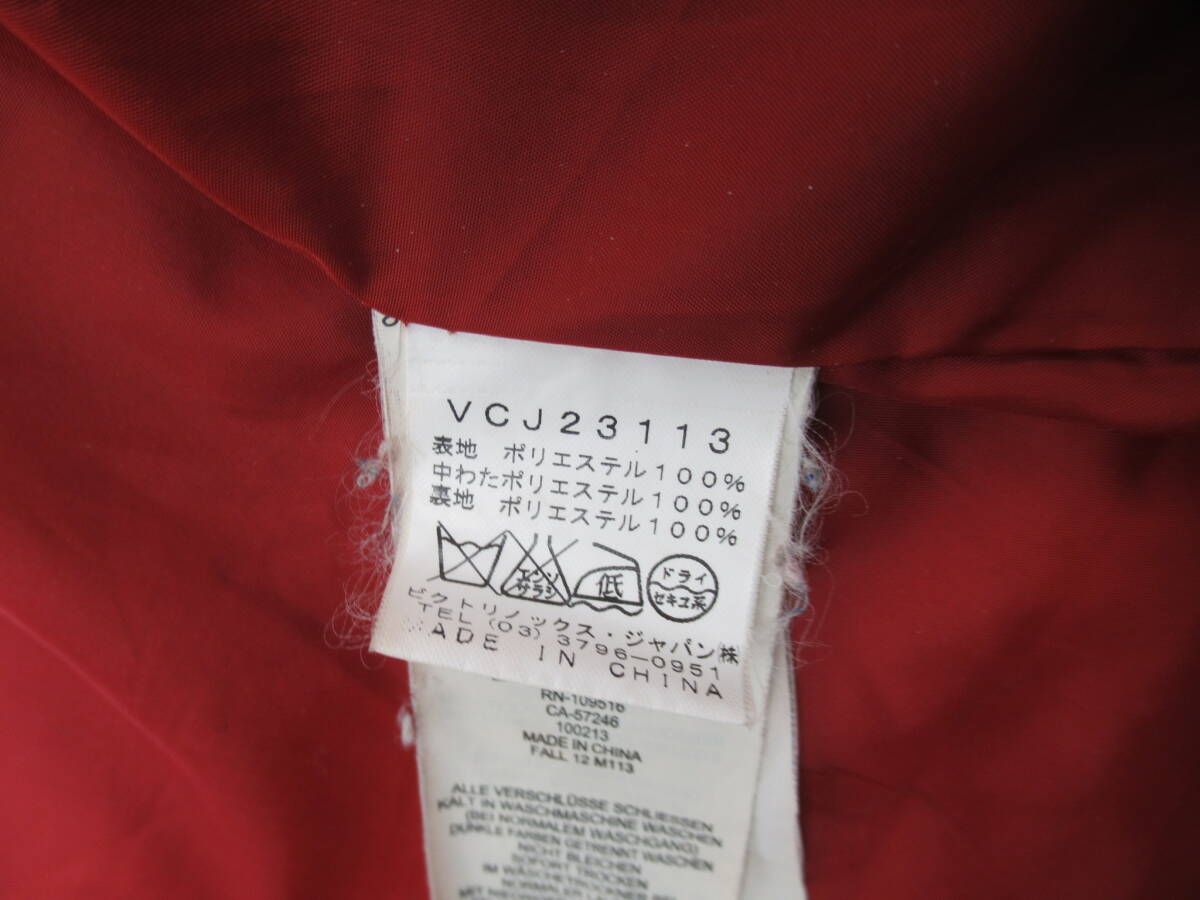 VCJ23113
表地 ポリエステル100%
中わたポリエステル100%
裏地 ポリエステル100%
エンソ
サラシ
低
ドライ
セキユ系
ビクトリノックス・ジャパン㈱
TEL (03) 3796-0951
MADE IN CHINA
RN-109516
CA-57246
100213
MADE IN CHINA
FALL 12 M113
ALLE VERSCHLÜSSE SCHLIESSEN
KALT IN WASCHMASCHINE WASCHEN
(BEI NORMALEM WASCHGANG)
DUNKLE FARBEN GETRENNT WASCHEN
NICHT BLEICHEN
SOFORT TROCKEN
IM WÄSCHETROCKNER BEI
NORMALER